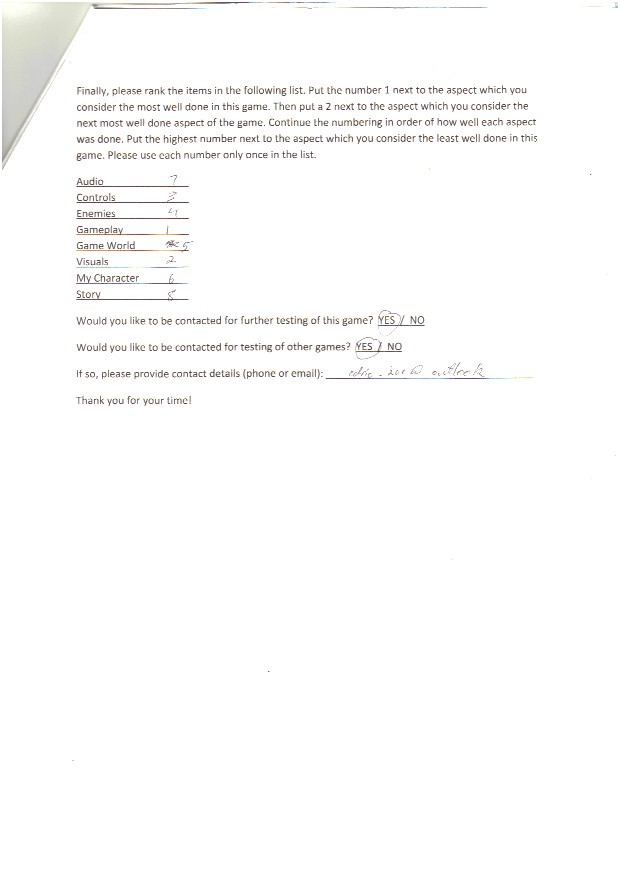 Finally, please rank the items in the following list. Put the number 1 next to the aspect which you
consider the most well done in this game. Then put a 2 next to the aspect which you consider the
next most well done aspect of the game. Continue the numbering in order of how well each aspect
was done. Put the highest number next to the aspect which you consider the least well done in this
game. Please use each number only once in the list.
Audio 7
Controls 3
Enemies 4
Gameplay 1
Game World 5
Visuals 2
My Character 6
Story 8
Would you like to be contacted for further testing of this game? YES / NO
Would you like to be contacted for testing of other games? YES / NO
If so, please provide contact details (phone or email): @ outlook
Thank you for your time!